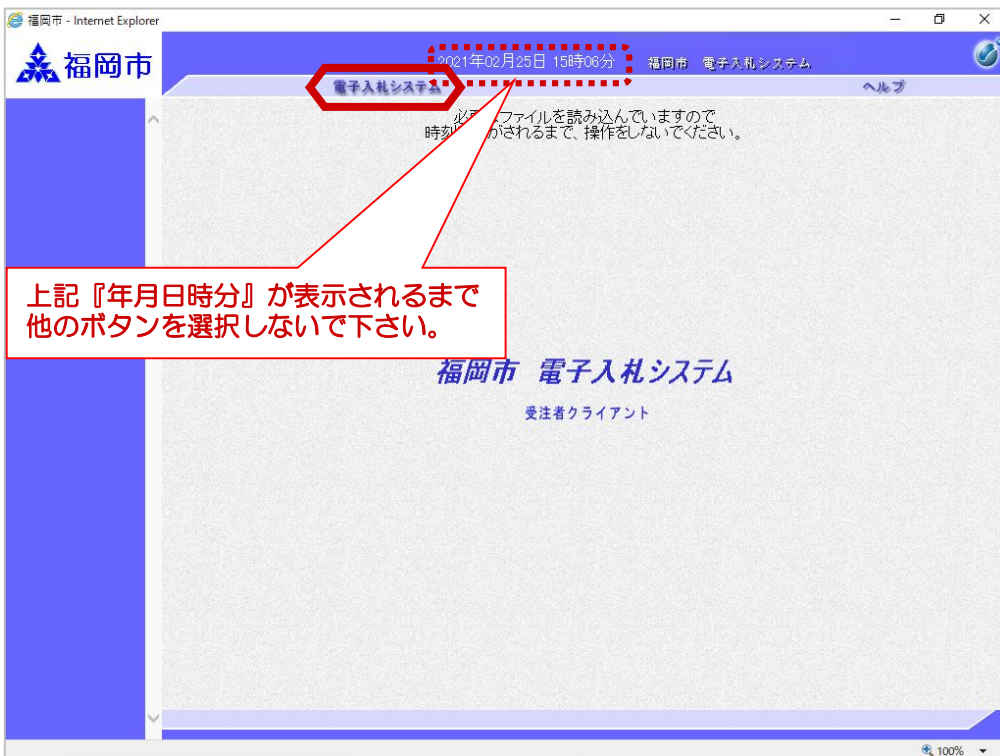 福岡市 - Internet Explorer
福岡市
2021年02月25日 15時06分
福岡市 電子入札システム
電子入札システム
ヘルプ
ファイルを読み込んでいますので
時刻 がされるまで、操作をしないでください。
上記『年月日時分』が表示されるまで
他のボタンを選択しないで下さい。
福岡市 電子入札システム
受注者クライアント
100%